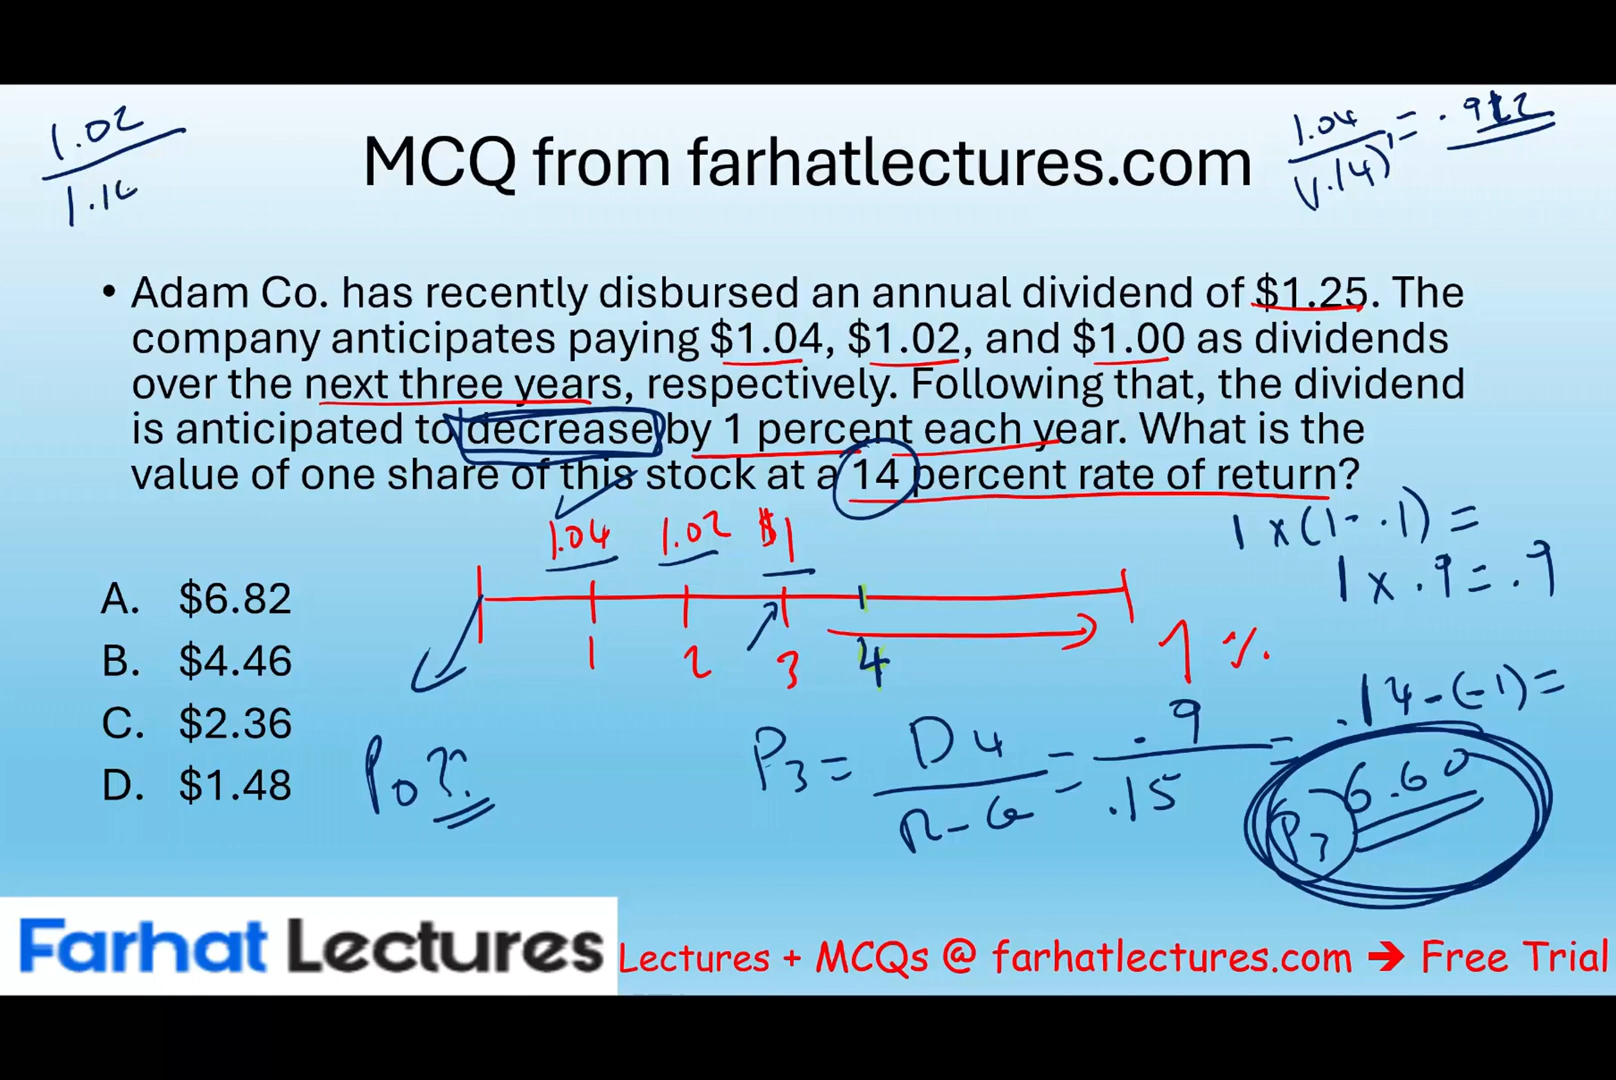 1.02
1.14
MCQ from farhatlectures.com
1.04
(1.14)¹ = .912
• Adam Co. has recently disbursed an annual dividend of $1.25. The
company anticipates paying $1.04, $1.02, and $1.00 as dividends
over the next three years, respectively. Following that, the dividend
is anticipated to decrease by 1 percent each year. What is the
value of one share of this stock at a 14 percent rate of return?
1.04 1.02 $1
1 x (1 - .1) =
1 x .9 = .9
A. $6.82
B. $4.46
C. $2.36
D. $1.48
1 2 3 4
1 %
.14 - (-1) =
P0 ??
P3 = D4 / R - G = .9 / .15 =
P3 6.60
Farhat Lectures
Lectures + MCQs @ farhatlectures.com ➔ Free Trial